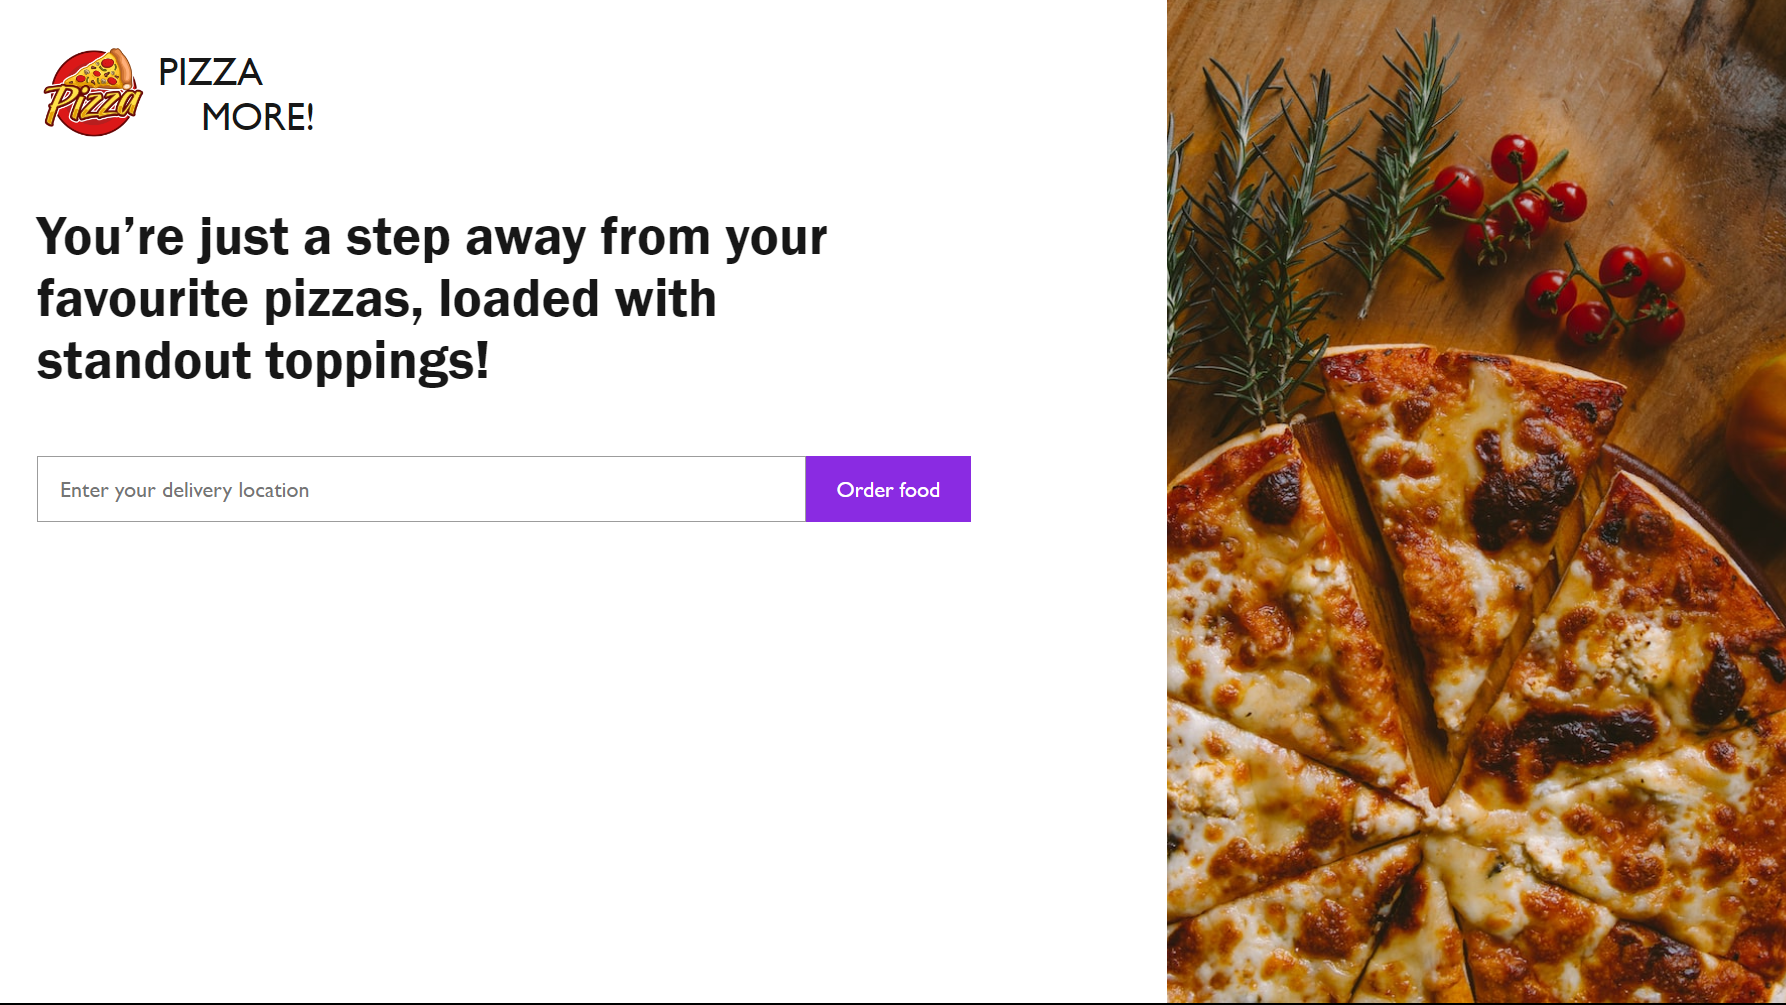 Pizza
PIZZA
MORE!
You’re just a step away from your
favourite pizzas, loaded with
standout toppings!
Enter your delivery location
Order food